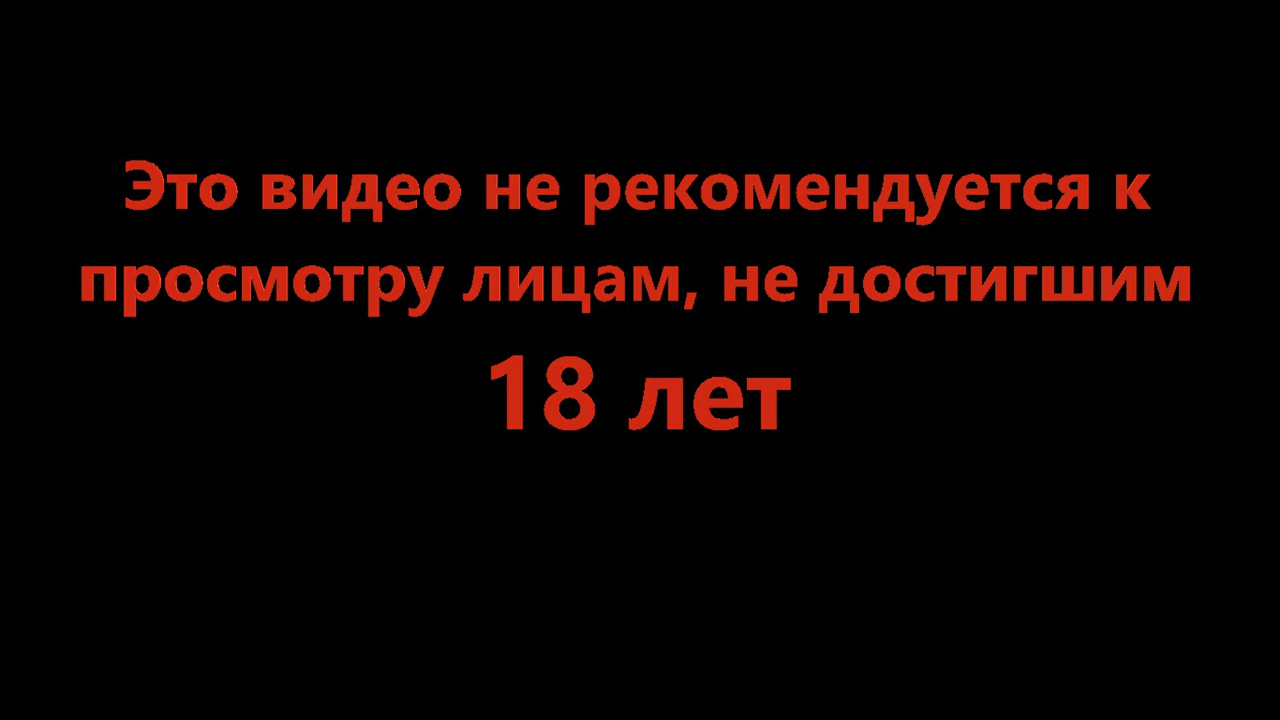 Это видео не рекомендуется к
просмотру лицам, не достигшим
18 лет